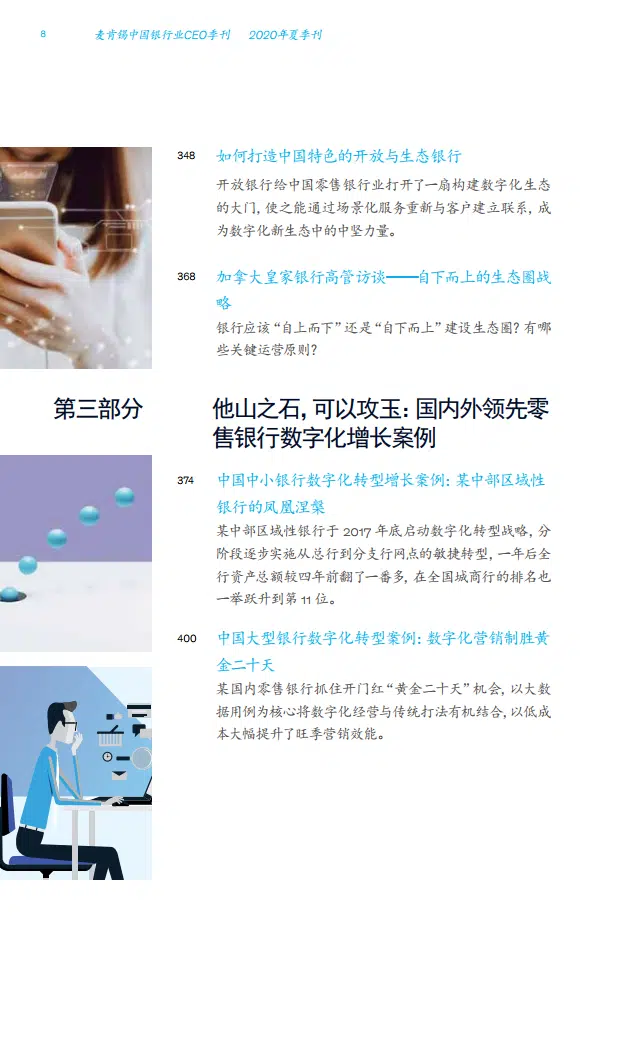 8 麦肯锡中国银行业CEO季刊 2020年夏季刊
348 如何打造中国特色的开放与生态银行
开放银行给中国零售银行业打开了一扇构建数字化生态
的大门, 使之能通过场景化服务重新与客户建立联系, 成
为数字化新生态中的中坚力量。
368 加拿大皇家银行高管访谈——自下而上的生态圈战
略
银行应该“自上而下”还是“自下而上”建设生态圈? 有哪
些关键运营原则?
第三部分 他山之石, 可以攻玉: 国内外领先零
售银行数字化增长案例
374 中国中小银行数字化转型增长案例: 某中部区域性
银行的凤凰涅槃
某中部区域性银行于 2017 年底启动数字化转型战略, 分
阶段逐步实施从总行到分支行网点的敏捷转型, 一年后全
行资产总额较四年前翻了一番多, 在全国城商行的排名也
一举跃升到第 11 位。
400 中国大型银行数字化转型案例: 数字化营销制胜黄
金二十天
某国内零售银行抓住开门红“黄金二十天”机会, 以大数
据用例为核心将数字化经营与传统打法有机结合, 以低成
本大幅提升了旺季营销效能。